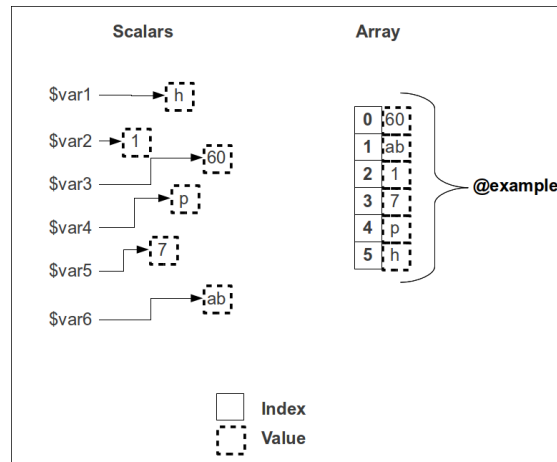 Scalars Array
$var1 h
$var2 1
$var3 60
$var4 p
$var5 7
$var6 ab
0 60
1 ab
2 1
3 7
4 p
5 h
@example
Index
Value